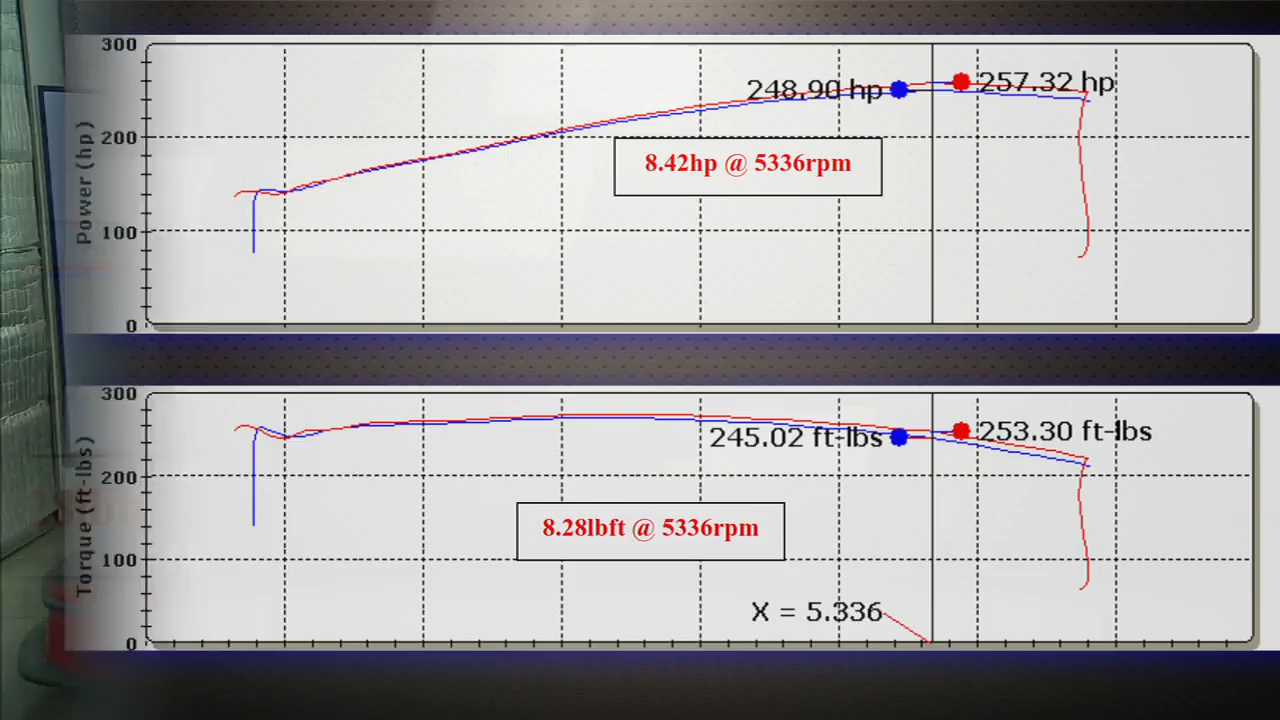 300
248.90 hp
257.32 hp
200
8.42hp @ 5336rpm
Power (hp)
100
0
300
245.02 ft-lbs
253.30 ft-lbs
200
8.28lbft @ 5336rpm
Torque (ft-lbs)
100
X = 5.336
0